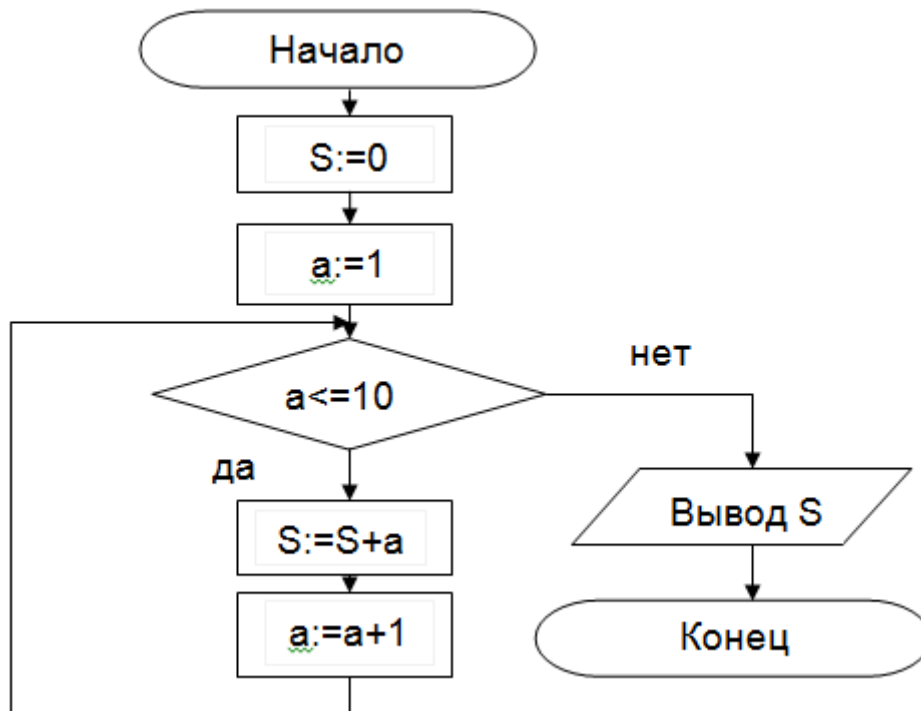 Начало
S:=0
a:=1
a<=10
нет
да
S:=S+a
a:=a+1
Вывод S
Конец